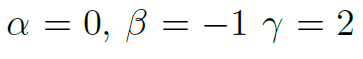 α = 0, β = −1 γ = 2